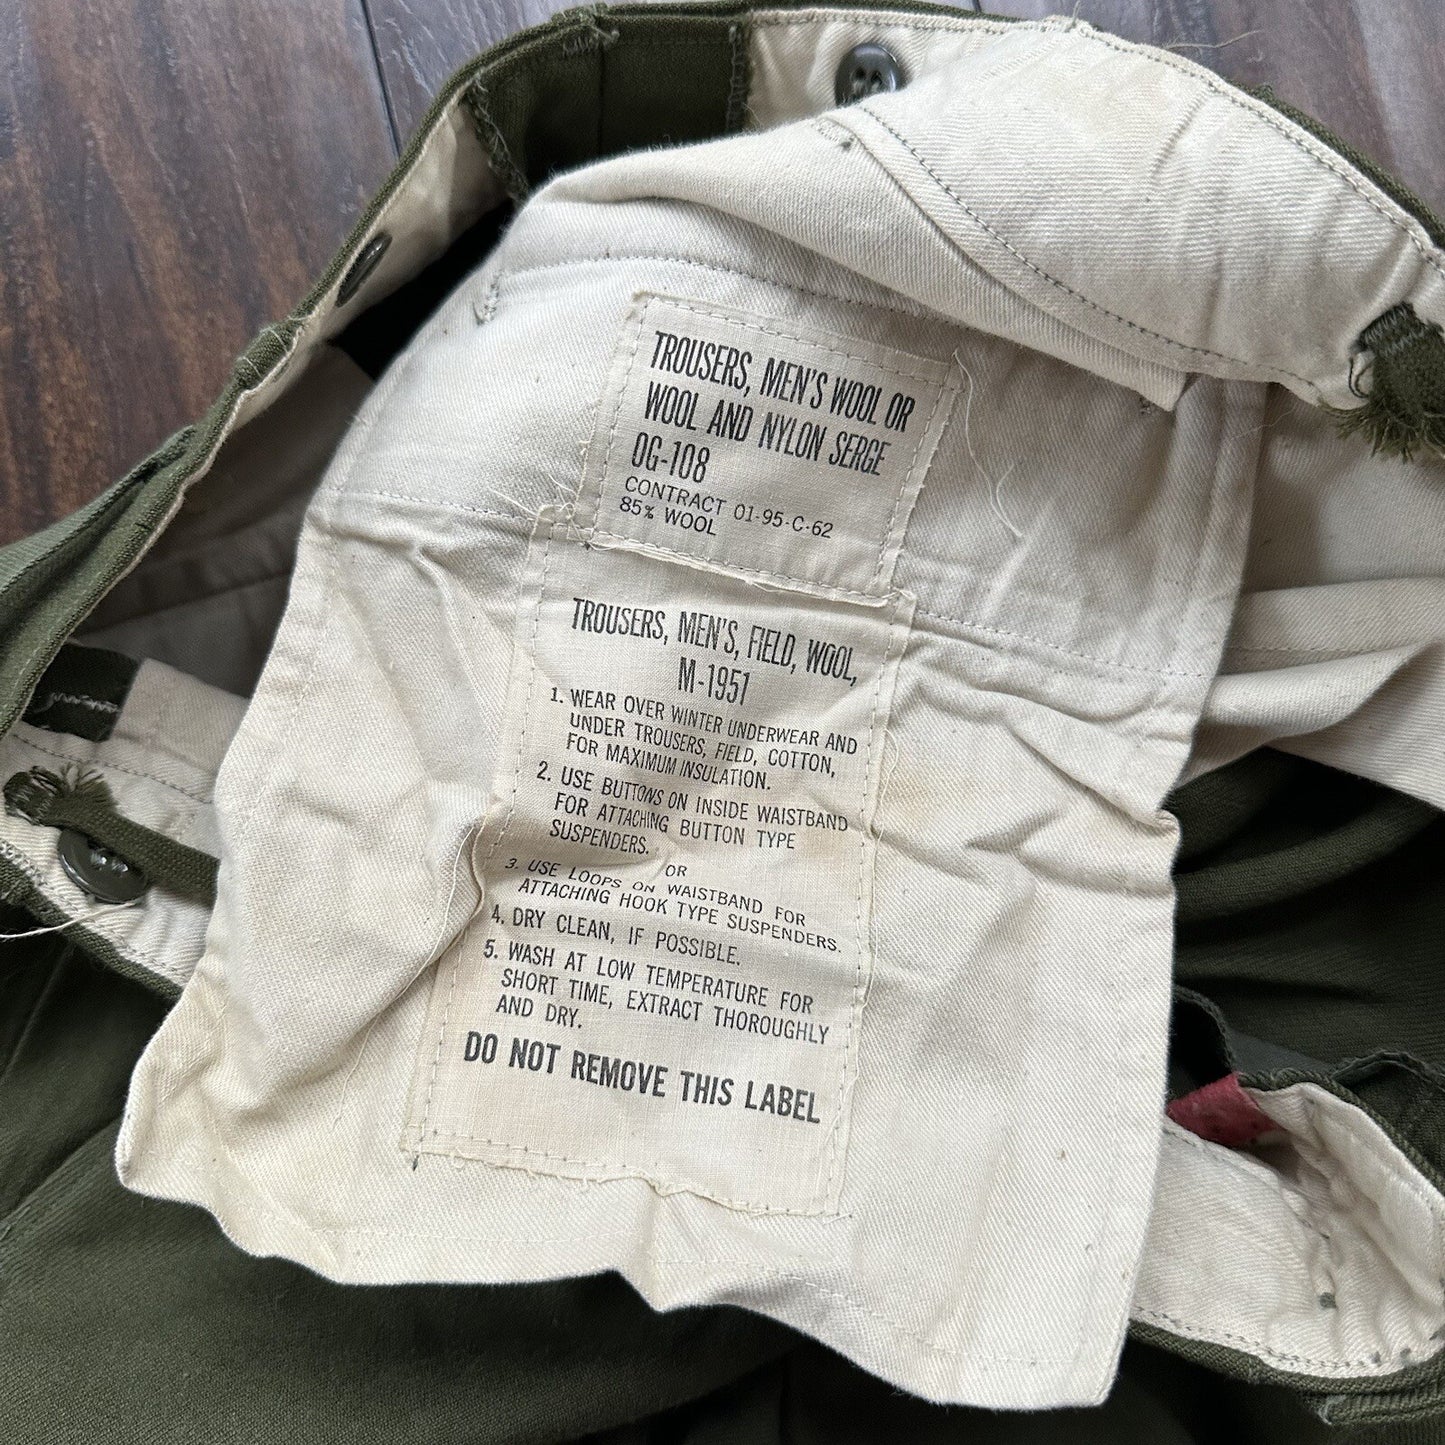 TROUSERS, MEN'S WOOL OR
WOOL AND NYLON SERGE
OG-108
CONTRACT 01-95-C-62
85% WOOL
TROUSERS, MEN'S, FIELD, WOOL,
M-1951
1. WEAR OVER WINTER UNDERWEAR AND
UNDER TROUSERS, FIELD, COTTON,
FOR MAXIMUM INSULATION.
2. USE BUTTONS ON INSIDE WAISTBAND
FOR ATTACHING BUTTON TYPE
SUSPENDERS.
OR
3. USE LOOPS ON WAISTBAND FOR
ATTACHING HOOK TYPE SUSPENDERS.
4. DRY CLEAN, IF POSSIBLE.
5. WASH AT LOW TEMPERATURE FOR
SHORT TIME, EXTRACT THOROUGHLY
AND DRY.
DO NOT REMOVE THIS LABEL